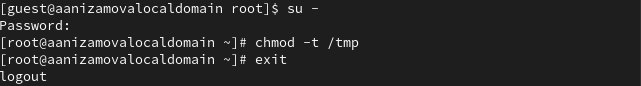 [guest@aanizamovalocaldomain root]$ su -
Password:
[root@aanizamovalocaldomain ~]# chmod -t /tmp
[root@aanizamovalocaldomain ~]# exit
logout